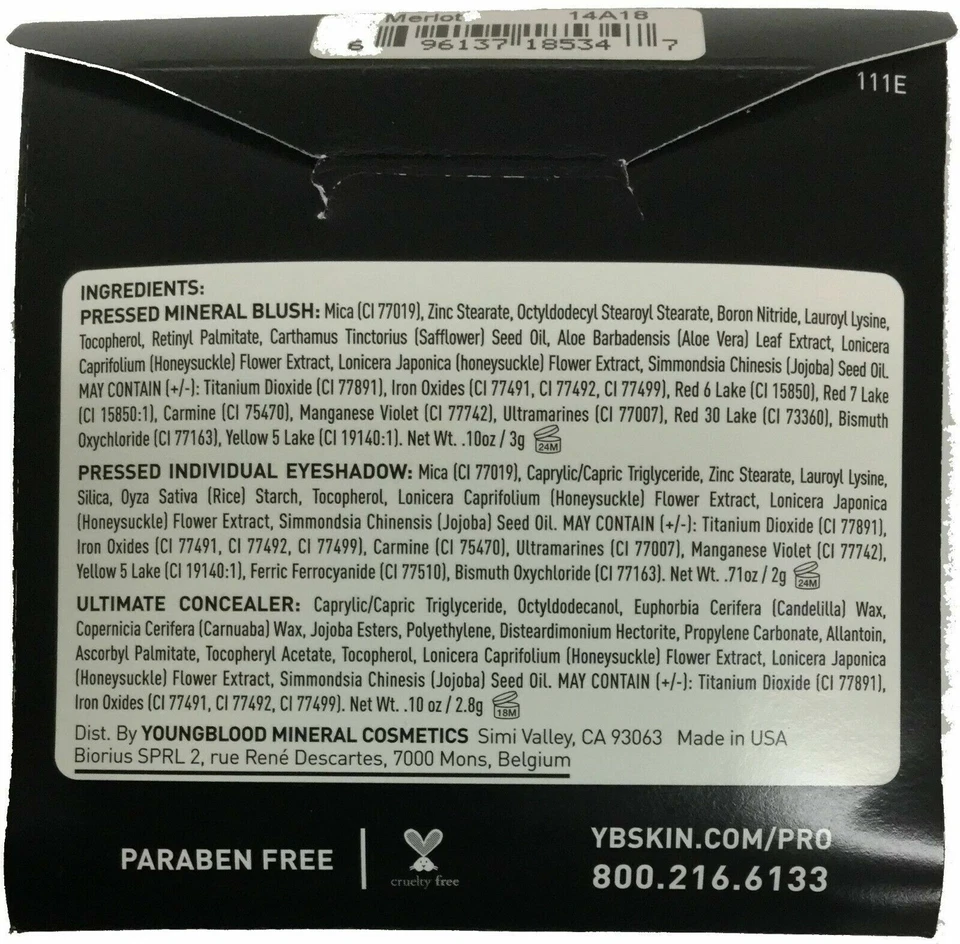 Merlot 14A18
6 96137 18534 7
111E
INGREDIENTS:
PRESSED MINERAL BLUSH: Mica (CI 77019), Zinc Stearate, Octyldodecyl Stearoyl Stearate, Boron Nitride, Lauroyl Lysine,
Tocopherol, Retinyl Palmitate, Carthamus Tinctorius (Safflower) Seed Oil, Aloe Barbadensis (Aloe Vera) Leaf Extract, Lonicera
Caprifolium (Honeysuckle) Flower Extract, Lonicera Japonica (honeysuckle) Flower Extract, Simmondsia Chinesis (Jojoba) Seed Oil.
MAY CONTAIN (+/-): Titanium Dioxide (CI 77891), Iron Oxides (CI 77491, CI 77492, CI 77499), Red 6 Lake (CI 15850), Red 7 Lake
(CI 15850:1), Carmine (CI 75470), Manganese Violet (CI 77742), Ultramarines (CI 77007), Red 30 Lake (CI 73360), Bismuth
Oxychloride (CI 77163), Yellow 5 Lake (CI 19140:1). Net Wt. .10oz / 3g 24M
PRESSED INDIVIDUAL EYESHADOW: Mica (CI 77019), Caprylic/Capric Triglyceride, Zinc Stearate, Lauroyl Lysine,
Silica, Oyza Sativa (Rice) Starch, Tocopherol, Lonicera Caprifolium (Honeysuckle) Flower Extract, Lonicera Japonica
(Honeysuckle) Flower Extract, Simmondsia Chinensis (Jojoba) Seed Oil. MAY CONTAIN (+/-): Titanium Dioxide (CI 77891),
Iron Oxides (CI 77491, CI 77492, CI 77499), Carmine (CI 75470), Ultramarines (CI 77007), Manganese Violet (CI 77742),
Yellow 5 Lake (CI 19140:1), Ferric Ferrocyanide (CI 77510), Bismuth Oxychloride (CI 77163). Net Wt. .71oz / 2g 24M
ULTIMATE CONCEALER: Caprylic/Capric Triglyceride, Octyldodecanol, Euphorbia Cerifera (Candelilla) Wax,
Copernicia Cerifera (Carnuaba) Wax, Jojoba Esters, Polyethylene, Disteardimonium Hectorite, Propylene Carbonate, Allantoin,
Ascorbyl Palmitate, Tocopheryl Acetate, Tocopherol, Lonicera Caprifolium (Honeysuckle) Flower Extract, Lonicera Japonica
(Honeysuckle) Flower Extract, Simmondsia Chinesis (Jojoba) Seed Oil. MAY CONTAIN (+/-): Titanium Dioxide (CI 77891),
Iron Oxides (CI 77491, CI 77492, CI 77499). Net Wt. .10 oz / 2.8g 18M
Dist. By YOUNGBLOOD MINERAL COSMETICS Simi Valley, CA 93063 Made in USA
Biorius SPRL 2, rue René Descartes, 7000 Mons, Belgium
PARABEN FREE
cruelty free
YBSKIN.COM/PRO
800.216.6133